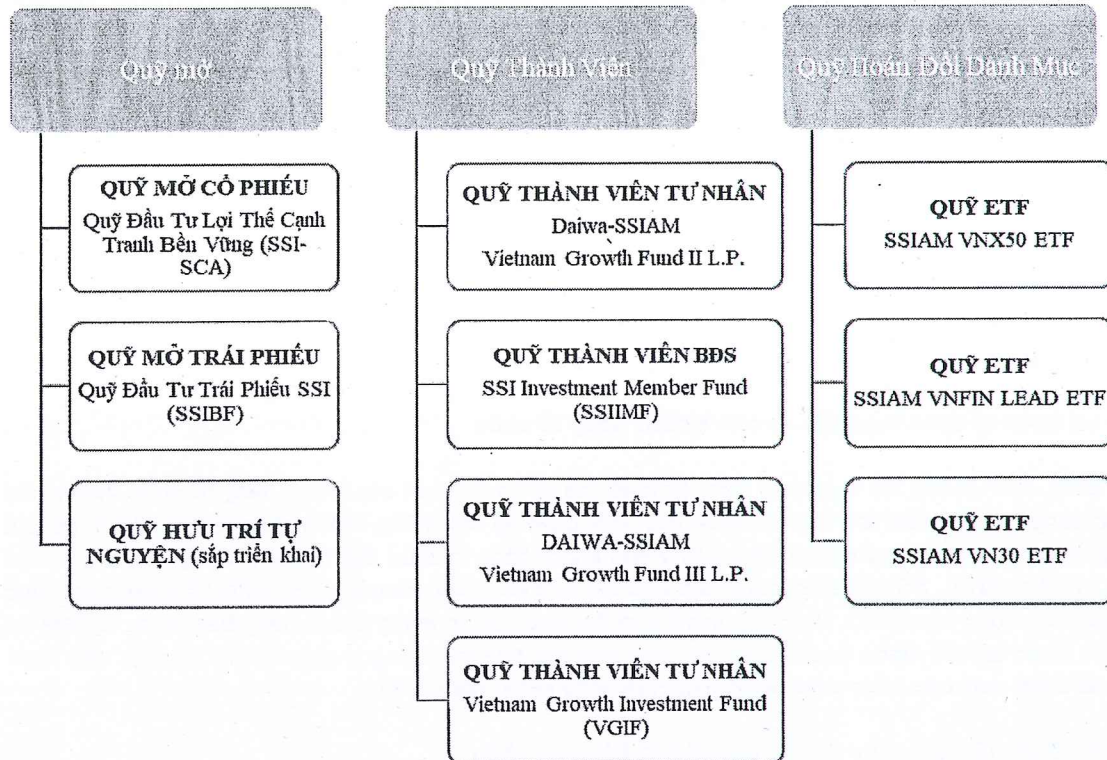 Quỹ mở
QUỸ MỞ CỔ PHIẾU
Quỹ Đầu Tư Lợi Thế Cạnh
Tranh Bền Vững (SSI-
SCA)
QUỸ MỞ TRÁI PHIẾU
Quỹ Đầu Tư Trái Phiếu SSI
(SSIBF)
QUỸ HƯU TRÍ TỰ
NGUYỆN (sắp triển khai)
Quỹ Thành Viên
QUỸ THÀNH VIÊN TƯ NHÂN
Daiwa-SSIAM
Vietnam Growth Fund II L.P.
QUỸ THÀNH VIÊN BĐS
SSI Investment Member Fund
(SSIIMF)
QUỸ THÀNH VIÊN TƯ NHÂN
DAIWA-SSIAM
Vietnam Growth Fund III L.P.
QUỸ THÀNH VIÊN TƯ NHÂN
Vietnam Growth Investment Fund
(VGIF)
Quỹ Hoán Đổi Danh Mục
QUỸ ETF
SSIAM VNX50 ETF
QUỸ ETF
SSIAM VNFIN LEAD ETF
QUỸ ETF
SSIAM VN30 ETF